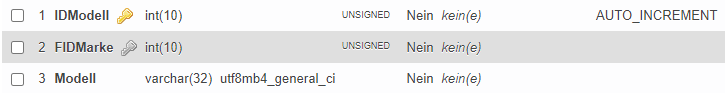 1 IDModell int(10) UNSIGNED Nein kein(e) AUTO_INCREMENT
2 FIDMarke int(10) UNSIGNED Nein kein(e)
3 Modell varchar(32) utf8mb4_general_ci Nein kein(e)